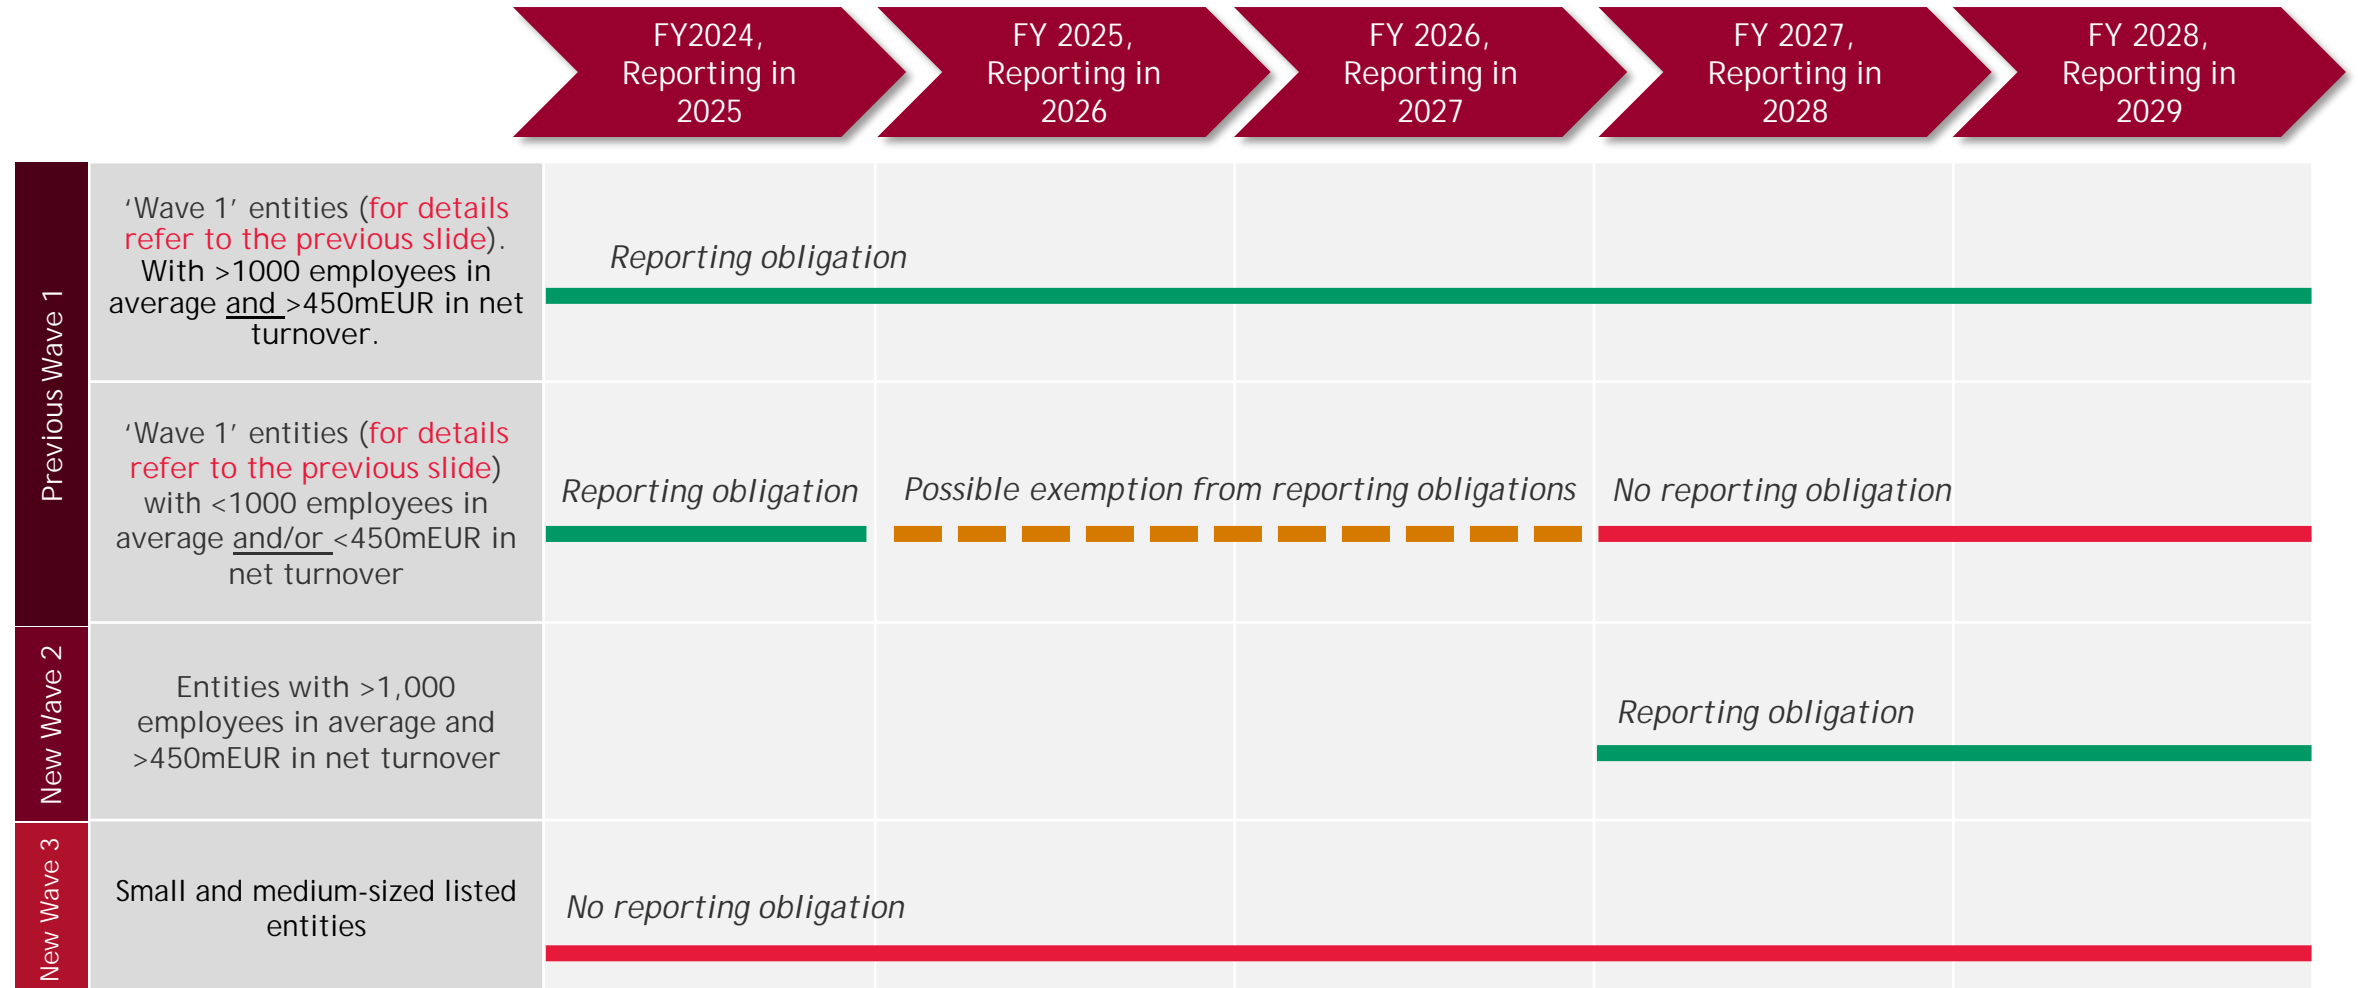 FY2024,
Reporting in
2025
FY 2025,
Reporting in
2026
FY 2026,
Reporting in
2027
FY 2027,
Reporting in
2028
FY 2028,
Reporting in
2029
Previous Wave 1
‘Wave 1’ entities (for details
refer to the previous slide).
With >1000 employees in
average and >450mEUR in net
turnover.
Reporting obligation
‘Wave 1’ entities (for details
refer to the previous slide)
with <1000 employees in
average and/or <450mEUR in
net turnover
Reporting obligation
Possible exemption from reporting obligations
No reporting obligation
New Wave 2
Entities with >1,000
employees in average and
>450mEUR in net turnover
Reporting obligation
New Wave 3
Small and medium-sized listed
entities
No reporting obligation